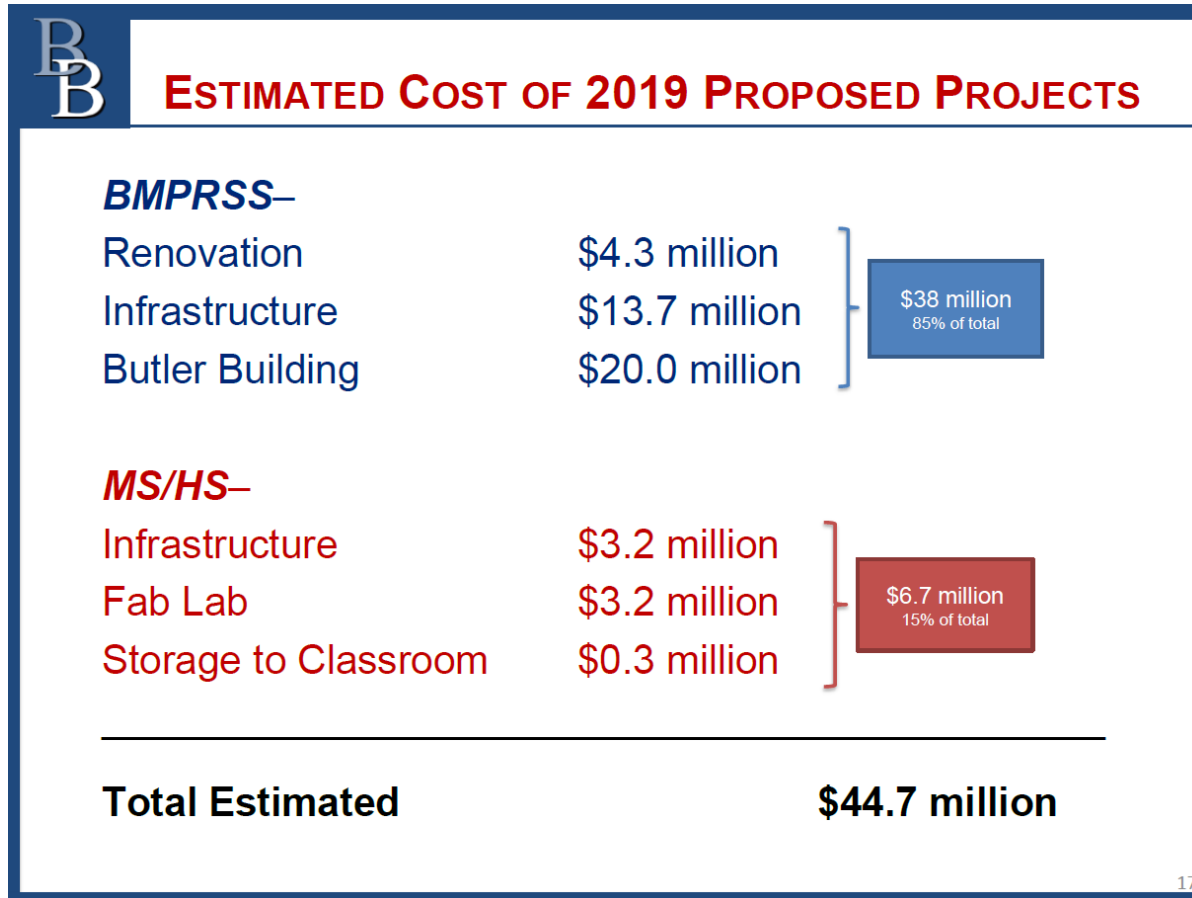 BB
ESTIMATED COST OF 2019 PROPOSED PROJECTS
BMPRSS–
Renovation $4.3 million
Infrastructure $13.7 million
Butler Building $20.0 million
$38 million
85% of total
MS/HS–
Infrastructure $3.2 million
Fab Lab $3.2 million
Storage to Classroom $0.3 million
$6.7 million
15% of total
Total Estimated $44.7 million
17